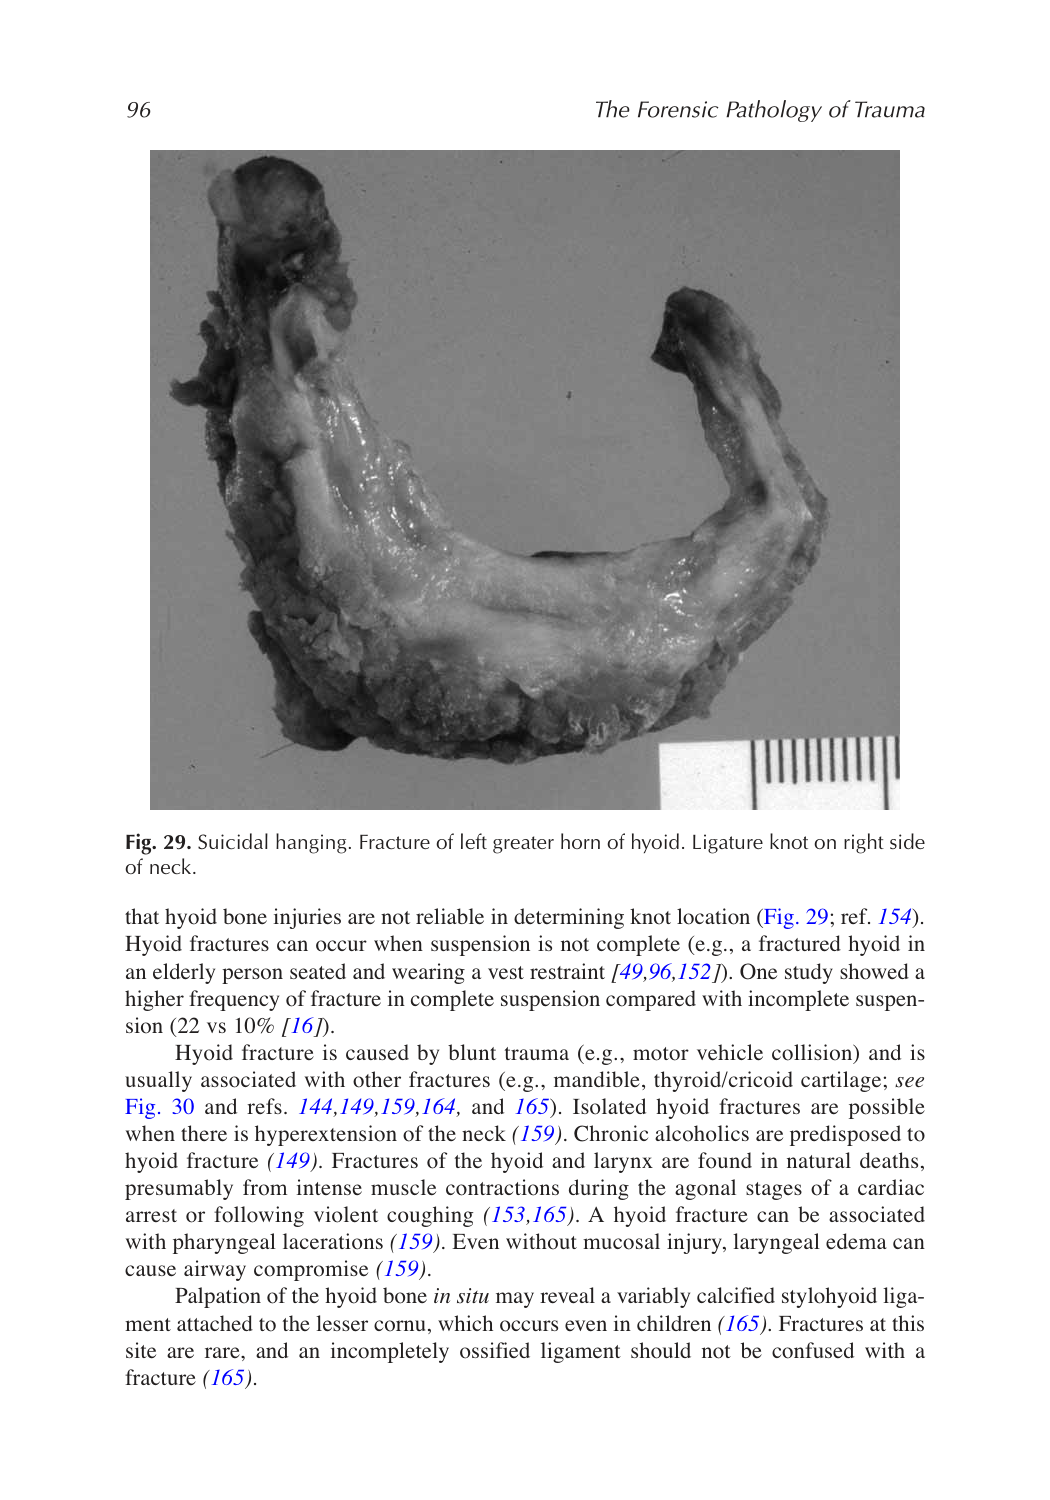 96
The Forensic Pathology of Trauma
Fig. 29. Suicidal hanging. Fracture of left greater horn of hyoid. Ligature knot on right side
of neck.
that hyoid bone injuries are not reliable in determining knot location (Fig. 29; ref. 154).
Hyoid fractures can occur when suspension is not complete (e.g., a fractured hyoid in
an elderly person seated and wearing a vest restraint [49,96,152]). One study showed a
higher frequency of fracture in complete suspension compared with incomplete suspen-
sion (22 vs 10% [16]).
Hyoid fracture is caused by blunt trauma (e.g., motor vehicle collision) and is
usually associated with other fractures (e.g., mandible, thyroid/cricoid cartilage; see
Fig. 30 and refs. 144,149,159,164, and 165). Isolated hyoid fractures are possible
when there is hyperextension of the neck (159). Chronic alcoholics are predisposed to
hyoid fracture (149). Fractures of the hyoid and larynx are found in natural deaths,
presumably from intense muscle contractions during the agonal stages of a cardiac
arrest or following violent coughing (153,165). A hyoid fracture can be associated
with pharyngeal lacerations (159). Even without mucosal injury, laryngeal edema can
cause airway compromise (159).
Palpation of the hyoid bone in situ may reveal a variably calcified stylohyoid liga-
ment attached to the lesser cornu, which occurs even in children (165). Fractures at this
site are rare, and an incompletely ossified ligament should not be confused with a
fracture (165).